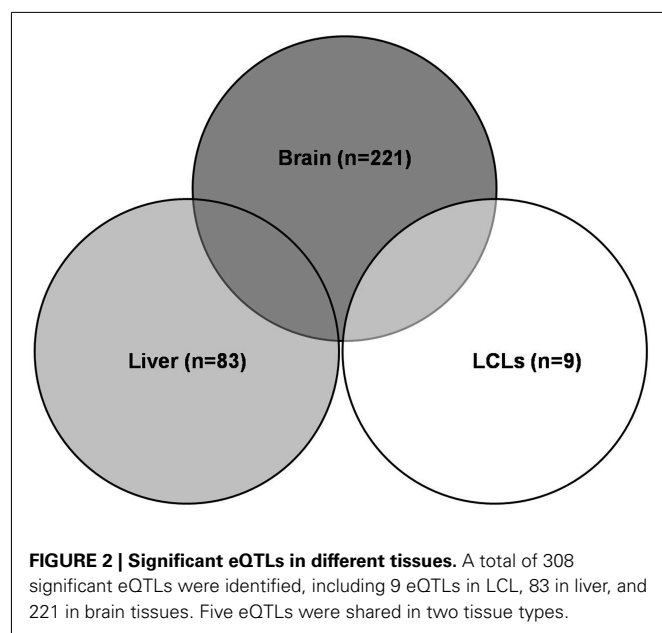 Brain (n=221)
Liver (n=83)
LCLs (n=9)
FIGURE 2 | Significant eQTLs in different tissues. A total of 308
significant eQTLs were identified, including 9 eQTLs in LCL, 83 in liver, and
221 in brain tissues. Five eQTLs were shared in two tissue types.